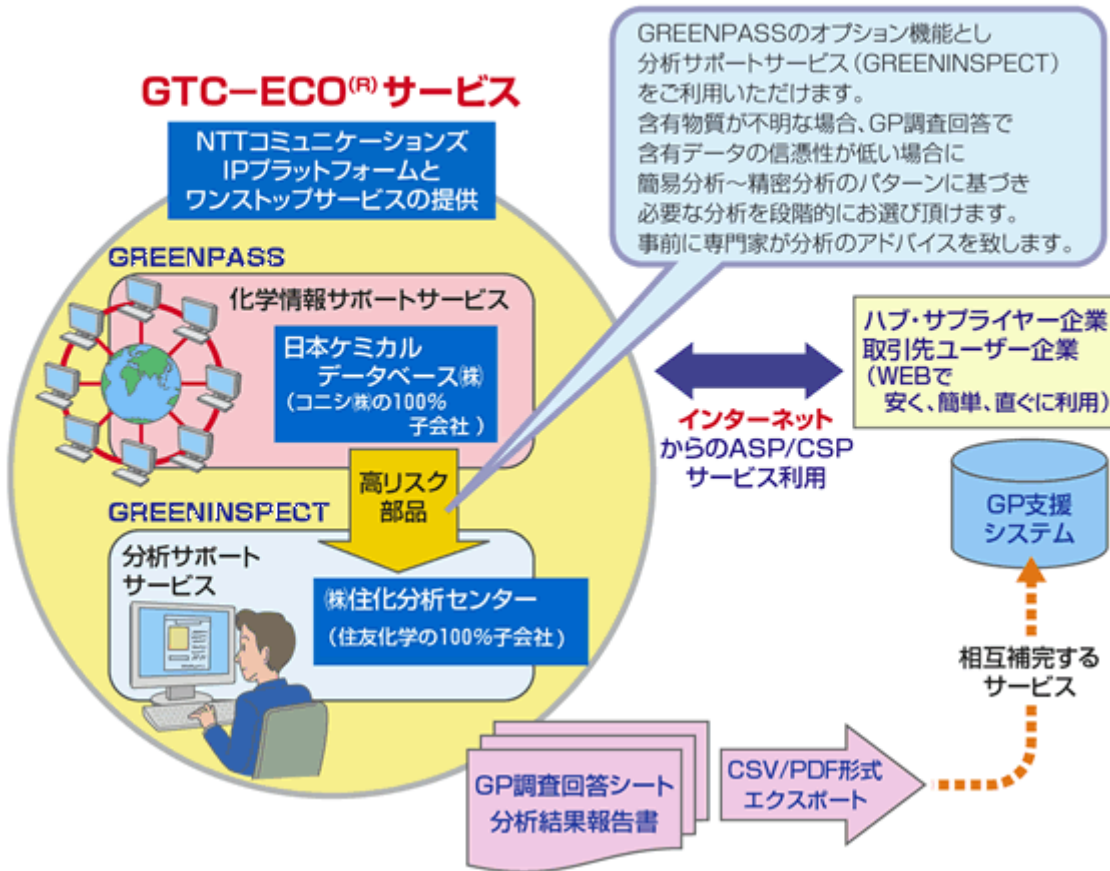 GREENPASSのオプション機能とし
分析サポートサービス(GREENINSPECT)
をご利用いただけます。
含有物質が不明な場合、GP調査回答で
含有データの信憑性が低い場合に
簡易分析～精密分析のパターンに基づき
必要な分析を段階的にお選び頂けます。
事前に専門家が分析のアドバイスを致します。
GTC-ECO(R)サービス
NTTコミュニケーションズ
IPプラットフォームと
ワンストップサービスの提供
GREENPASS
化学情報サポートサービス
日本ケミカル
データベース㈱
(コニシ㈱の100%
子会社)
高リスク
部品
GREENINSPECT
分析サポート
サービス
㈱住化分析センター
(住友化学の100%子会社)
インターネット
からのASP/CSP
サービス利用
ハブ・サプライヤー企業
取引先ユーザー企業
(WEBで
安く、簡単、直ぐに利用)
GP支援
システム
相互補完する
サービス
GP調査回答シート
分析結果報告書
CSV/PDF形式
エクスポート